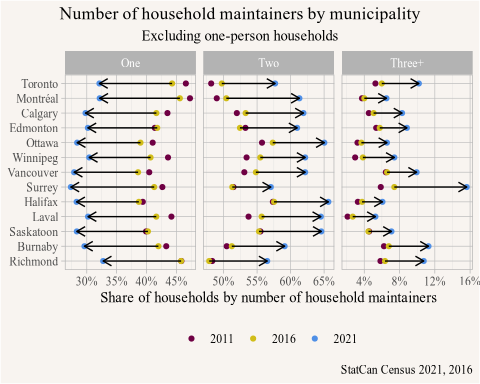 Number of household maintainers by municipality
Excluding one-person households
One Two Three+
Toronto
Montréal
Calgary
Edmonton
Ottawa
Winnipeg
Vancouver
Surrey
Halifax
Laval
Saskatoon
Burnaby
Richmond
30% 35% 40% 45% 50% 55% 60% 65% 4% 8% 12% 16%
Share of households by number of household maintainers
2011 2016 2021
StatCan Census 2021, 2016